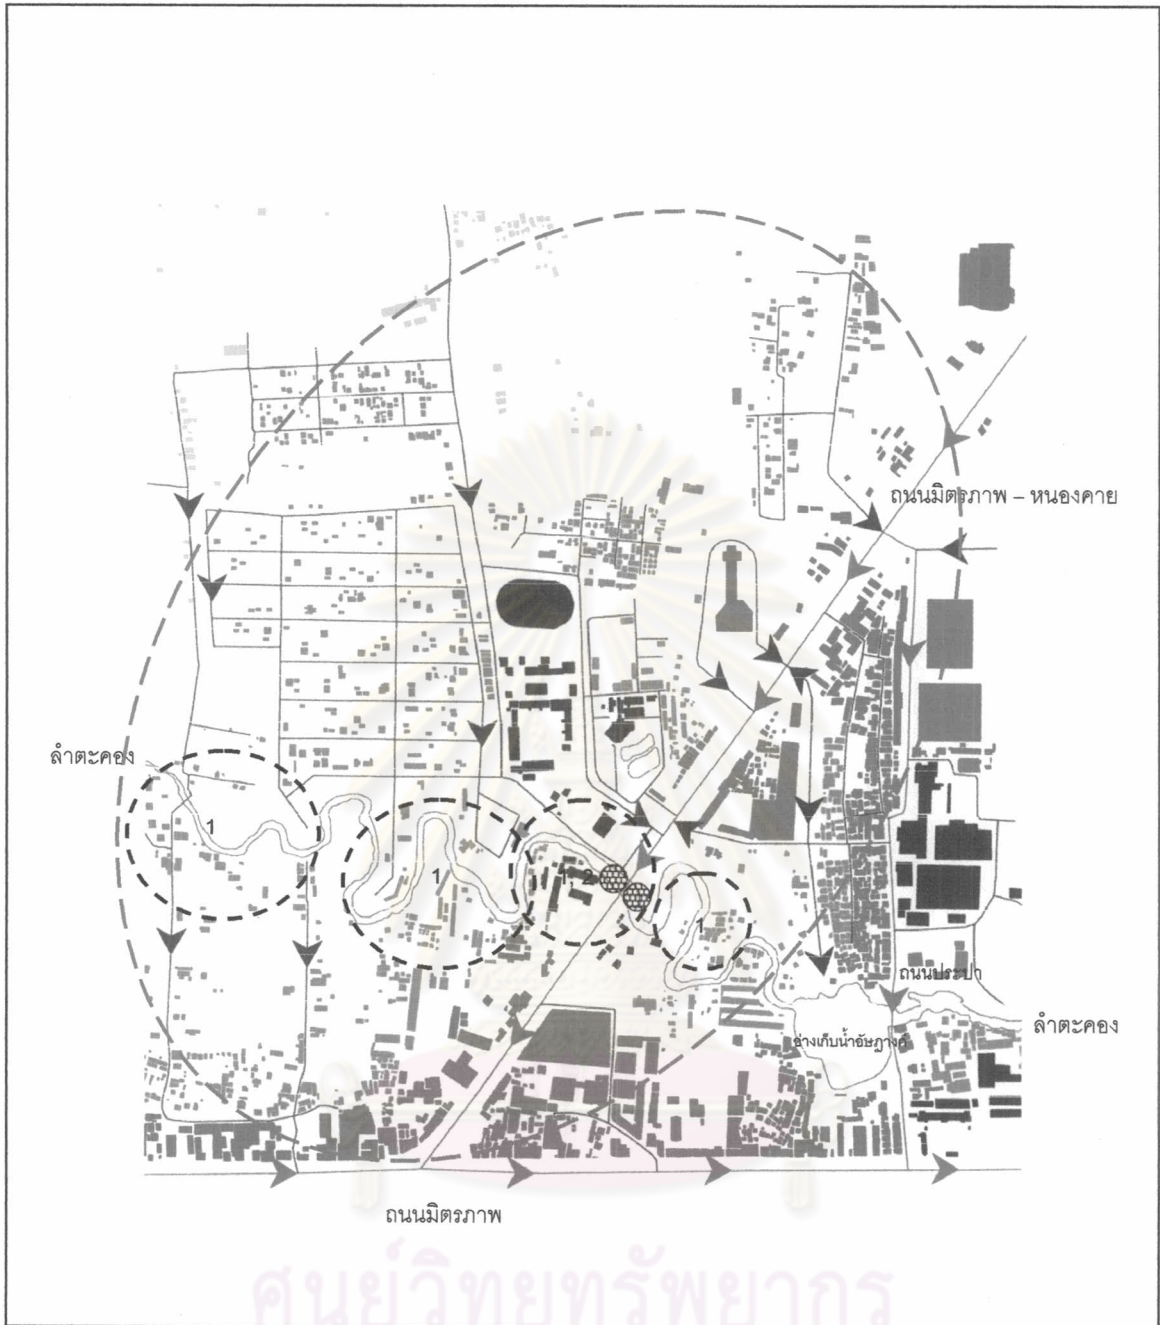 ถนนมิตรภาพ – หนองคาย
ลำตะคอง
1
1
1, 2
1
ถนนประปา
ลำตะคอง
อ่างเก็บน้ำอัษฎางค์
ถนนมิตรภาพ
ศูนย์วิทยทรัพยากร